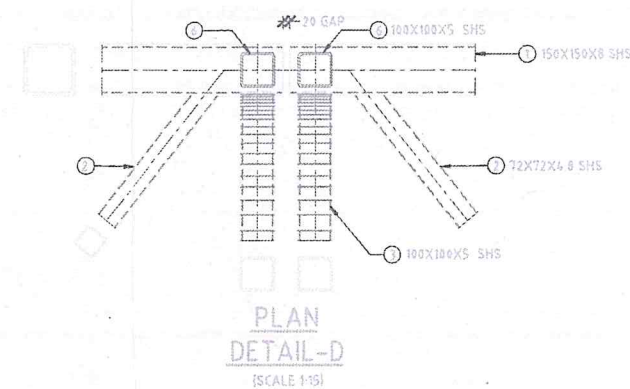 20 GAP
6
6 100X100X5 SHS
1 150X150X8 SHS
2
2 72X72X4.8 SHS
3 100X100X5 SHS
PLAN
DETAIL-D
(SCALE 1:15)